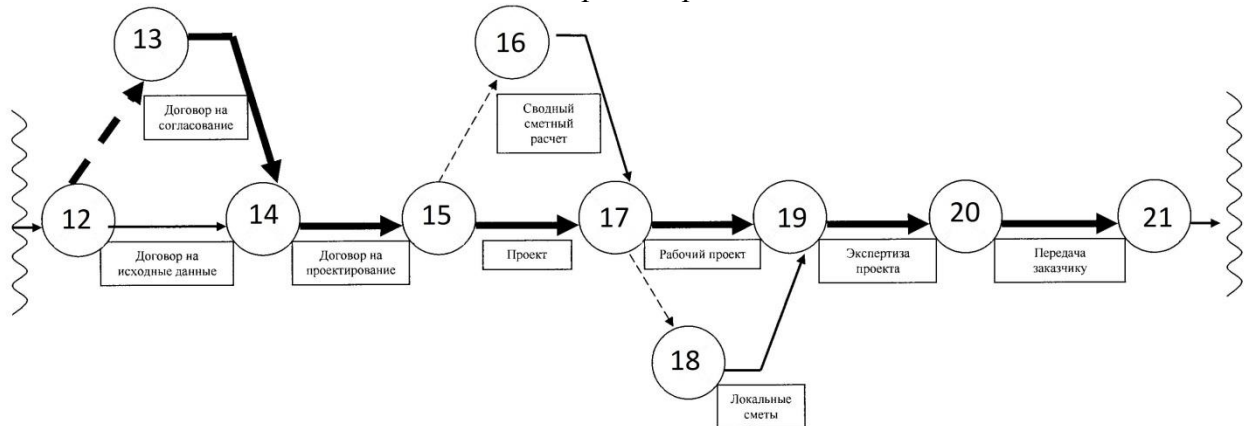 13
16
Договор на
согласование
Сводный
сметный
расчет
12
14
15
17
19
20
21
Договор на
исходные данные
Договор на
проектирование
Проект
Рабочий проект
Экспертиза
проекта
Передача
заказчику
18
Локальные
сметы